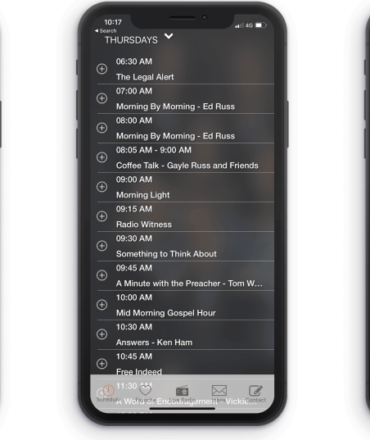 10:17
4G
Search
THURSDAYS
06:30 AM
The Legal Alert
07:00 AM
Morning By Morning - Ed Russ
08:00 AM
Morning By Morning - Ed Russ
08:05 AM - 9:00 AM
Coffee Talk - Gayle Russ and Friends
09:00 AM
Morning Light
09:15 AM
Radio Witness
09:30 AM
Something to Think About
09:45 AM
A Minute with the Preacher - Tom W...
10:00 AM
Mid Morning Gospel Hour
10:30 AM
Answers - Ken Ham
10:45 AM
Free Indeed
11:30 AM
A Word of Encouragement - Vickie...